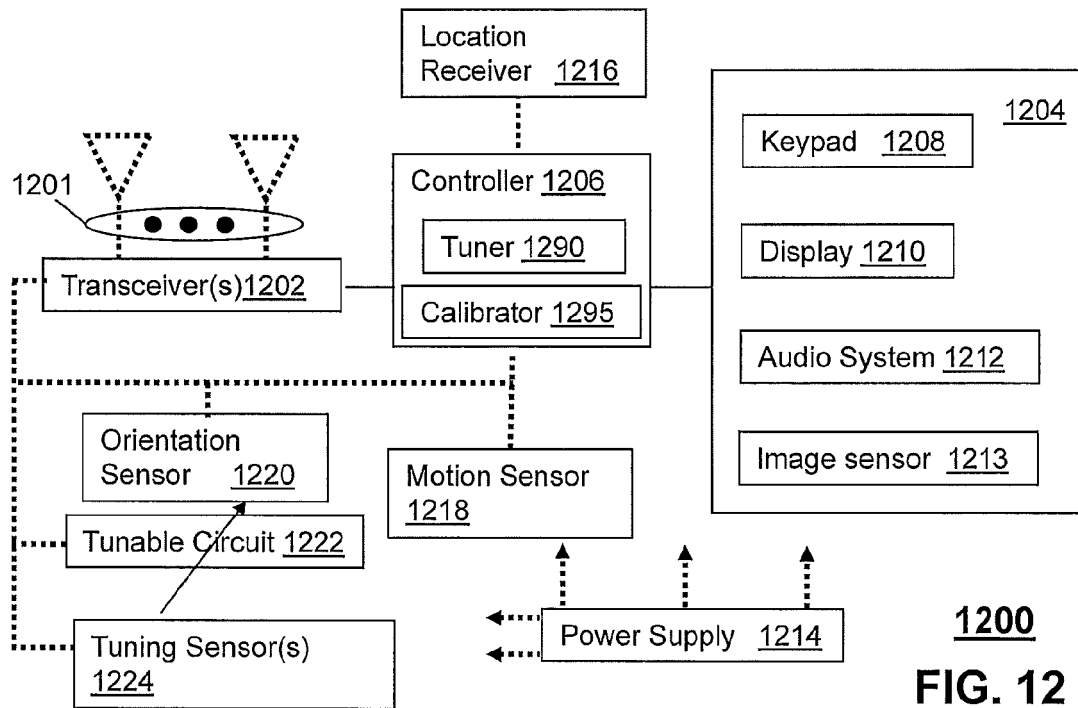 Location
Receiver 1216
1204
Keypad 1208
1201
Controller 1206
Tuner 1290
Display 1210
Transceiver(s)1202
Calibrator 1295
Audio System 1212
Orientation
Sensor 1220
Motion Sensor
1218
Image sensor 1213
Tunable Circuit 1222
Tuning Sensor(s)
1224
Power Supply 1214
1200
FIG. 12